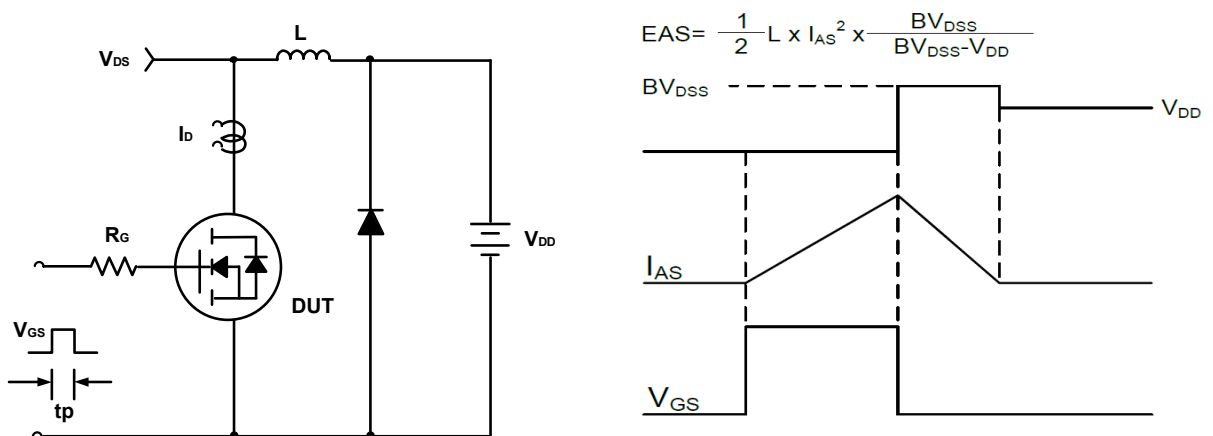 L
VDS
ID
RG
VDD
DUT
VGS
tp
EAS= 1/2 L x IAS² x BVDSS/BVDSS-VDD
BVDSS
VDD
IAS
VGS